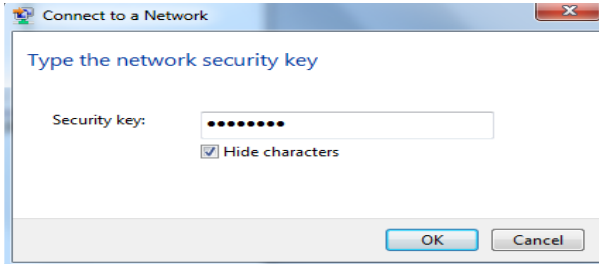 Connect to a Network
Type the network security key
Security key: ••••••••
Hide characters
OK Cancel